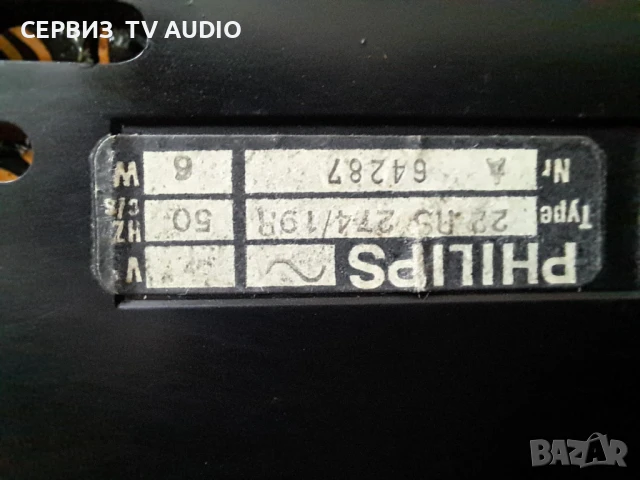 СЕРВИЗ TV AUDIO
PHILIPS ~ V
Type 22 RS 274/19R 50 HZ c/s
Nr A 64287 6 W
BAZAR